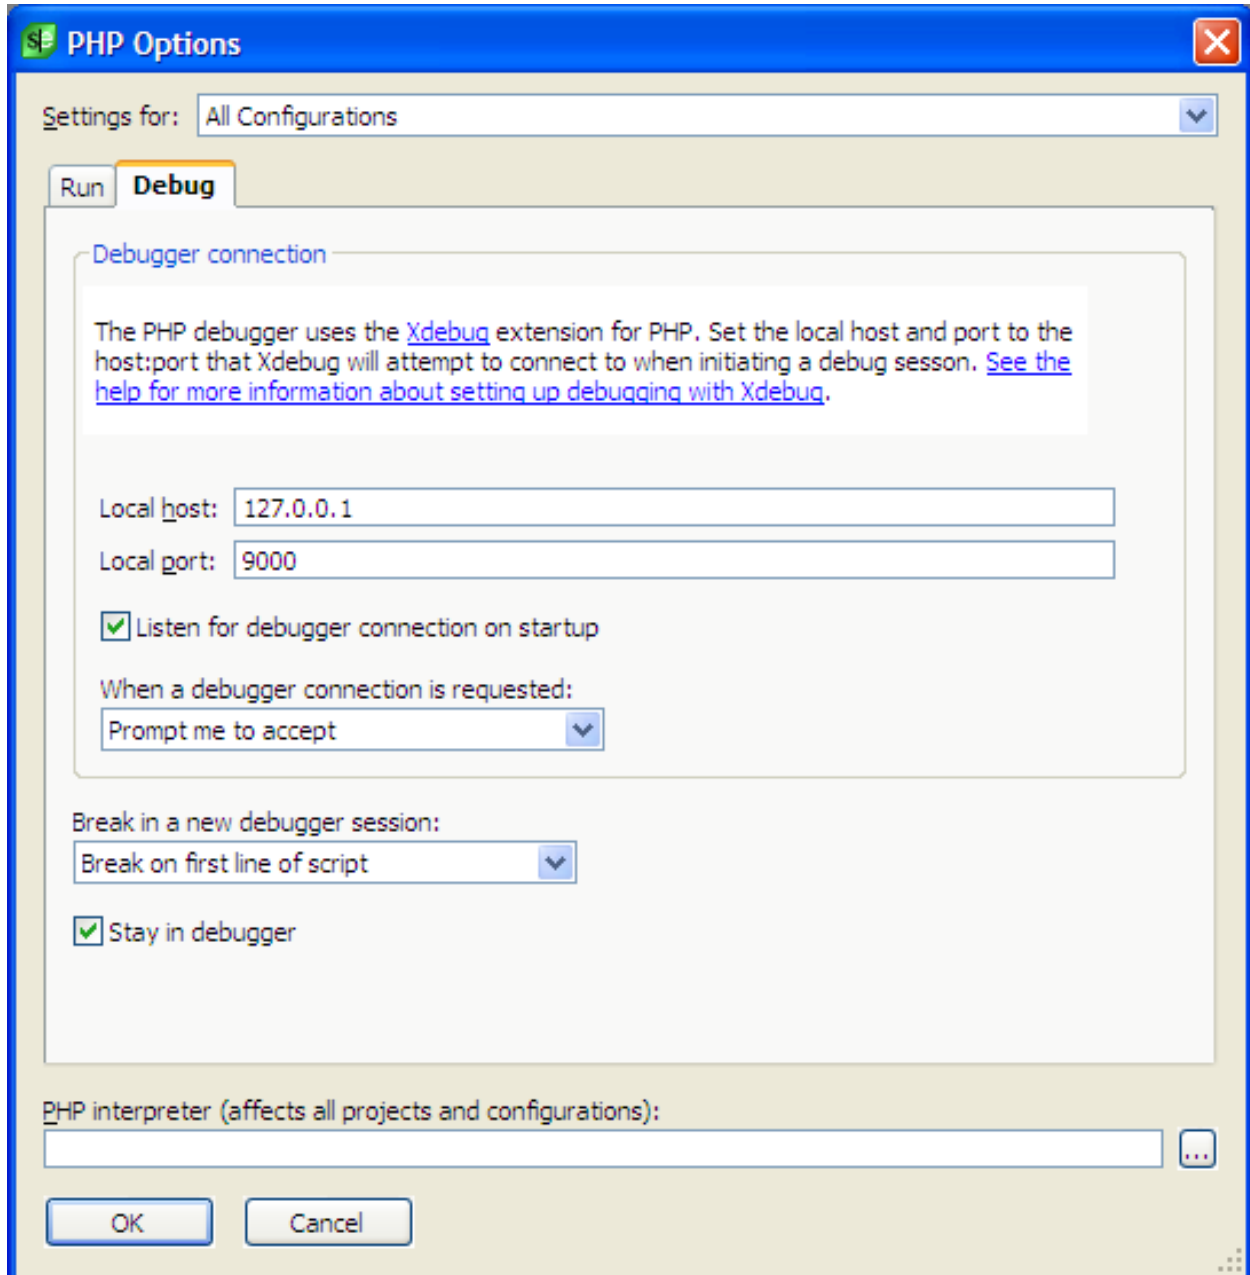 PHP Options
Settings for: All Configurations
Run Debug
Debugger connection
The PHP debugger uses the Xdebug extension for PHP. Set the local host and port to the
host:port that Xdebug will attempt to connect to when initiating a debug sesson. See the
help for more information about setting up debugging with Xdebug.
Local host: 127.0.0.1
Local port: 9000
Listen for debugger connection on startup
When a debugger connection is requested:
Prompt me to accept
Break in a new debugger session:
Break on first line of script
Stay in debugger
PHP interpreter (affects all projects and configurations):
...
OK Cancel